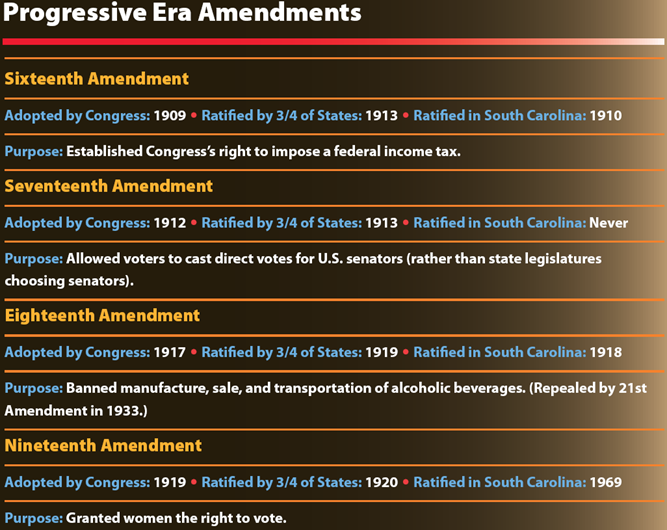 Progressive Era Amendments
Sixteenth Amendment
Adopted by Congress: 1909 • Ratified by 3/4 of States: 1913 • Ratified in South Carolina: 1910
Purpose: Established Congress's right to impose a federal income tax.
Seventeenth Amendment
Adopted by Congress: 1912 • Ratified by 3/4 of States: 1913 • Ratified in South Carolina: Never
Purpose: Allowed voters to cast direct votes for U.S. senators (rather than state legislatures
choosing senators).
Eighteenth Amendment
Adopted by Congress: 1917 • Ratified by 3/4 of States: 1919 • Ratified in South Carolina: 1918
Purpose: Banned manufacture, sale, and transportation of alcoholic beverages. (Repealed by 21st
Amendment in 1933.)
Nineteenth Amendment
Adopted by Congress: 1919 • Ratified by 3/4 of States: 1920 • Ratified in South Carolina: 1969
Purpose: Granted women the right to vote.